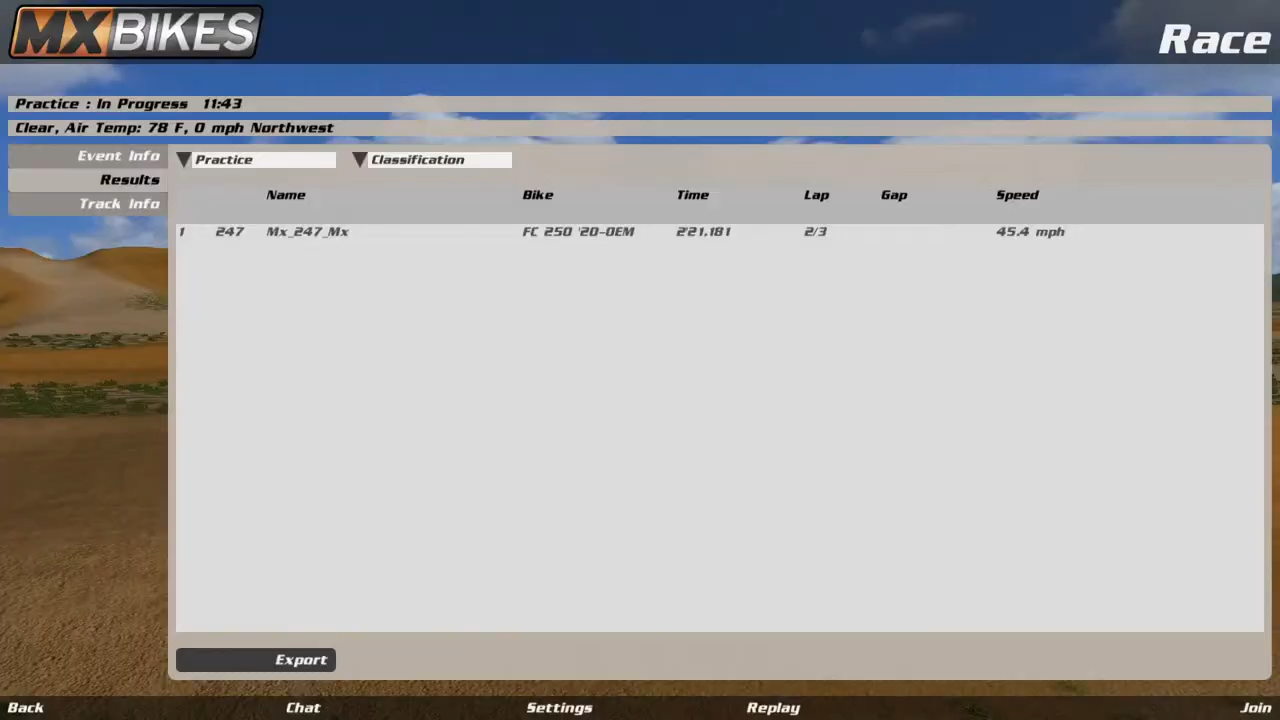 MXBIKES
Race
Practice : In Progress 11:43
Clear, Air Temp: 78 F, 0 mph Northwest
Event Info
Results
Track Info
Practice Classification
Name Bike Time Lap Gap Speed
1 247 Mx_247_Mx FC 250 '20-OEM 2'21.181 2/3 45.4 mph
Export
Back Chat Settings Replay Join